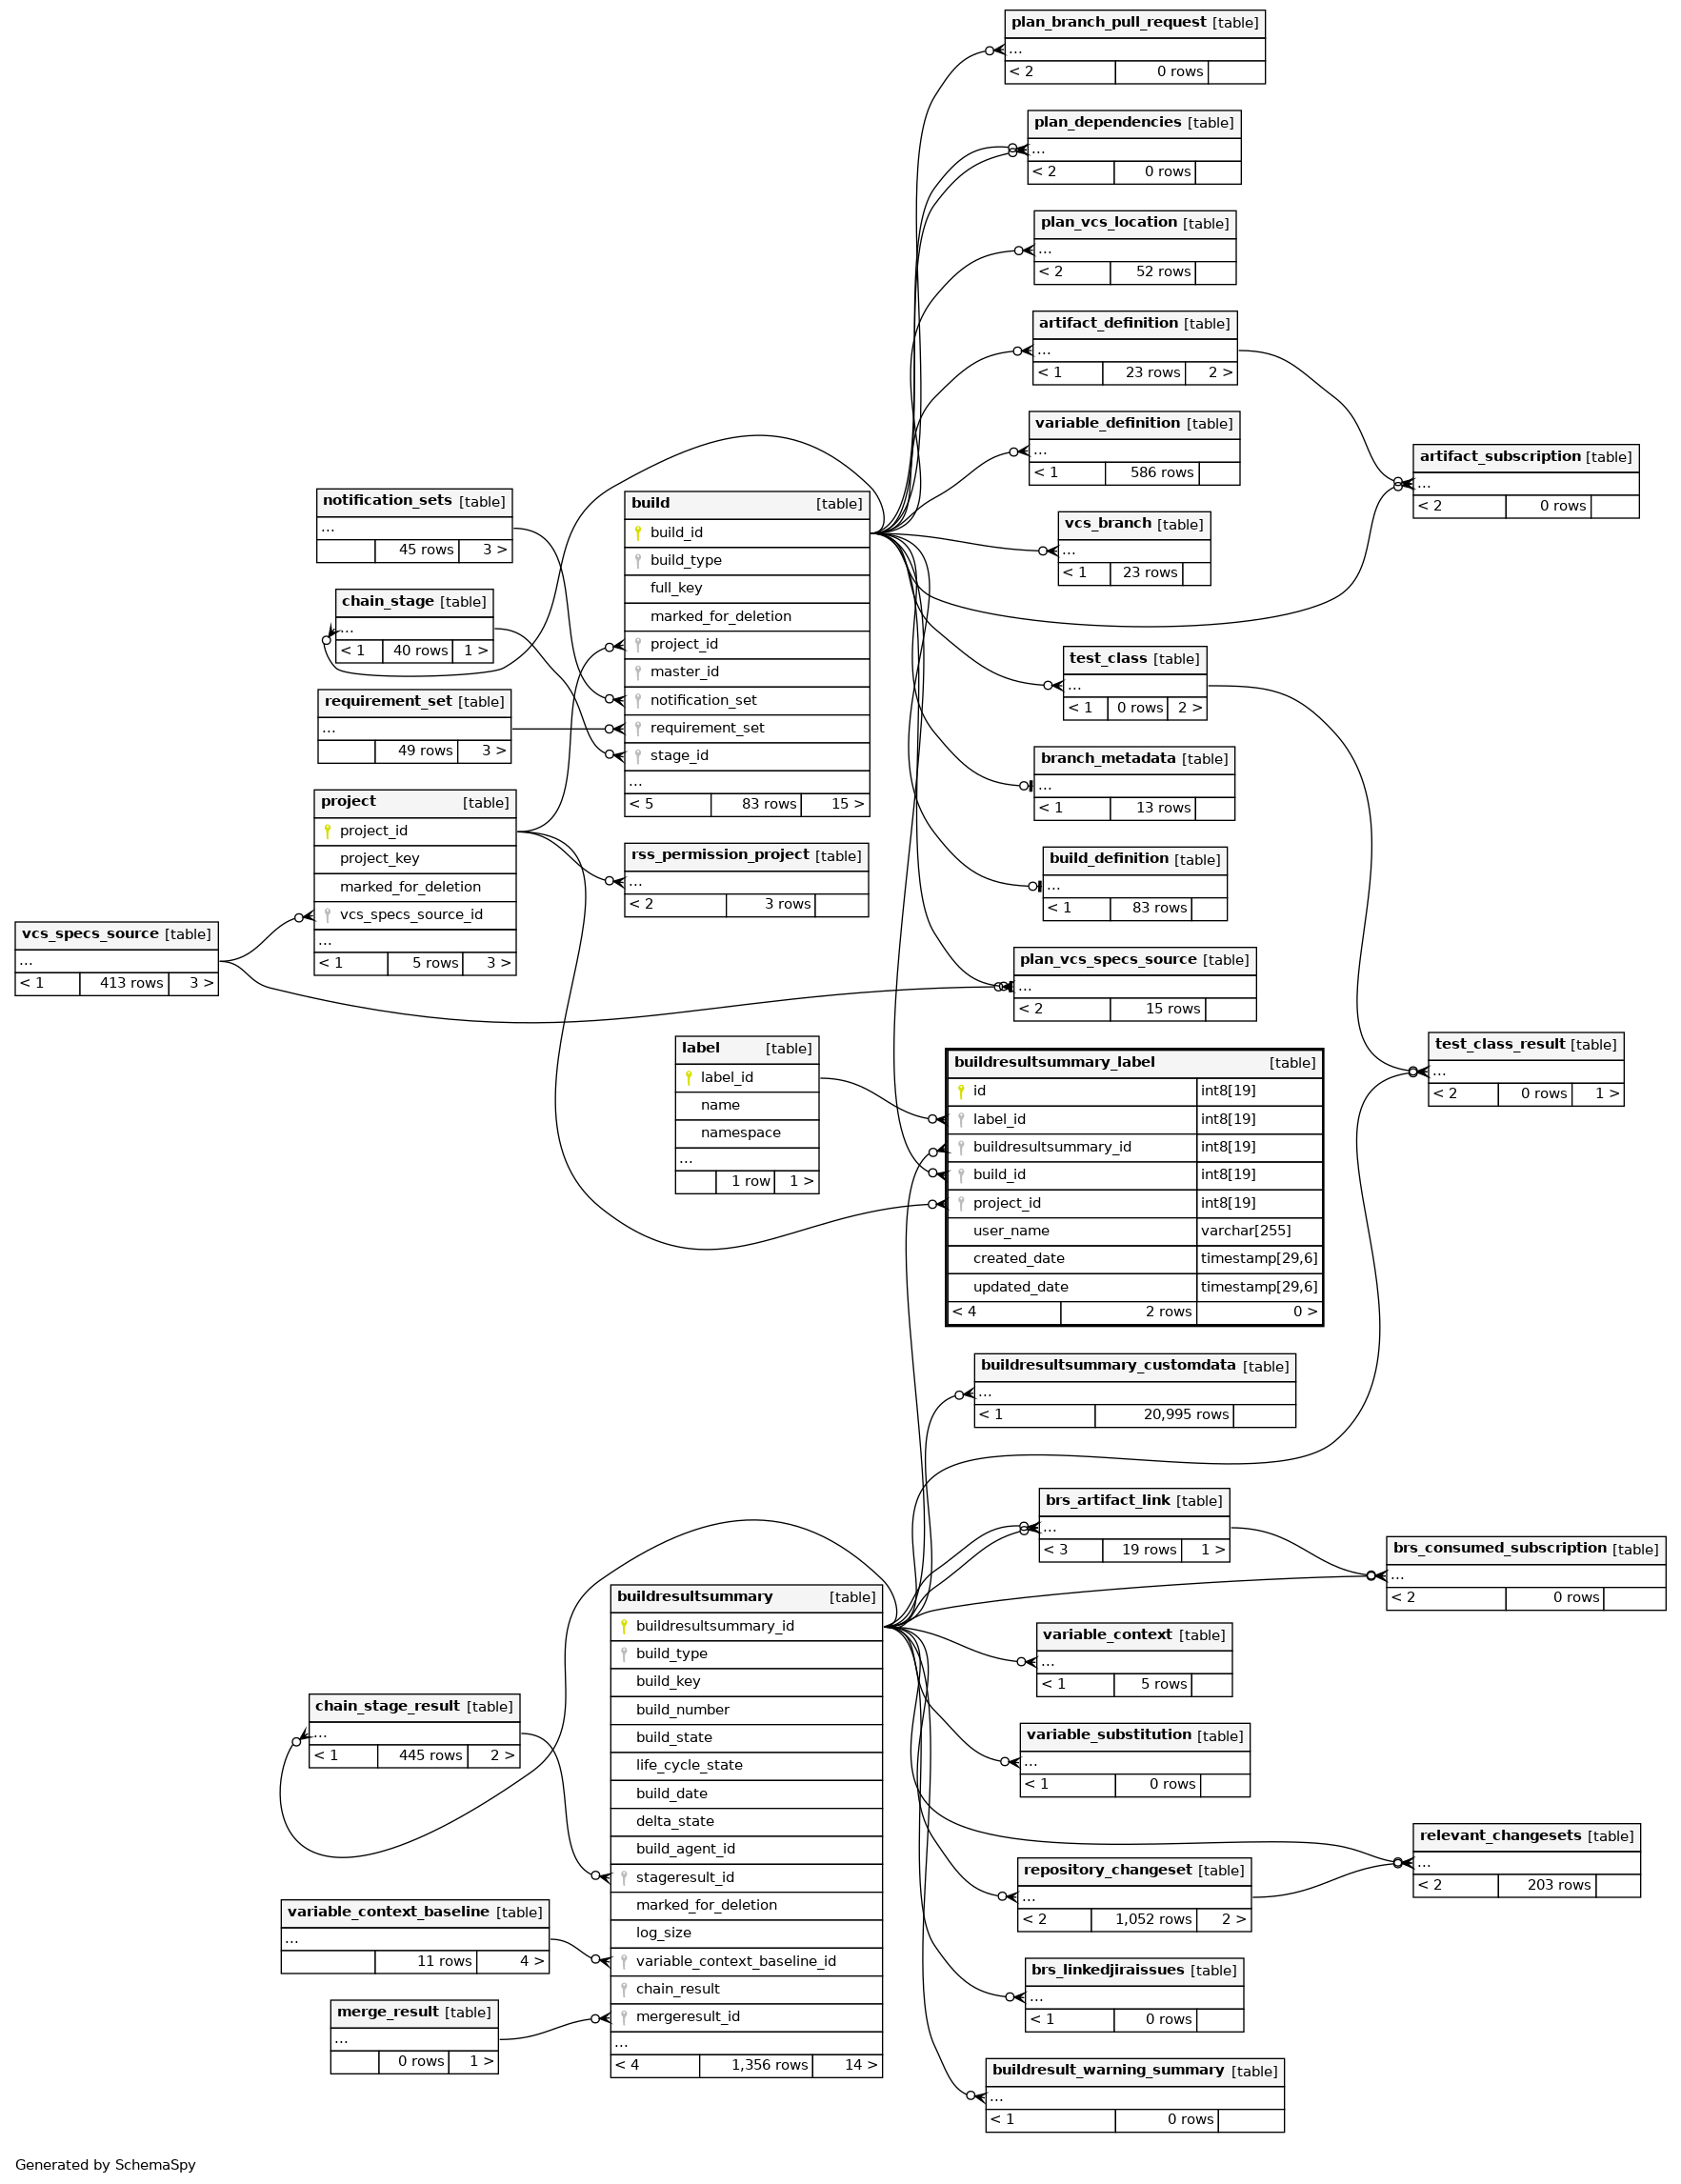 plan_branch_pull_request [table]
...
< 2 0 rows
plan_dependencies [table]
...
< 2 0 rows
plan_vcs_location [table]
...
< 2 52 rows
artifact_definition [table]
...
< 1 23 rows 2 >
variable_definition [table]
...
< 1 586 rows
artifact_subscription [table]
...
< 2 0 rows
vcs_branch [table]
...
< 1 23 rows
notification_sets [table]
...
45 rows 3 >
chain_stage [table]
...
< 1 40 rows 1 >
requirement_set [table]
...
49 rows 3 >
build [table]
build_id
build_type
full_key
marked_for_deletion
project_id
master_id
notification_set
requirement_set
stage_id
...
< 5 83 rows 15 >
test_class [table]
...
< 1 0 rows 2 >
branch_metadata [table]
...
< 1 13 rows
build_definition [table]
...
< 1 83 rows
project [table]
project_id
project_key
marked_for_deletion
vcs_specs_source_id
...
< 1 5 rows 3 >
rss_permission_project [table]
...
< 2 3 rows
vcs_specs_source [table]
...
< 1 413 rows 3 >
plan_vcs_specs_source [table]
...
< 2 15 rows
label [table]
label_id
name
namespace
...
1 row 1 >
buildresultsummary_label [table]
id int8[19]
label_id int8[19]
buildresultsummary_id int8[19]
build_id int8[19]
project_id int8[19]
user_name varchar[255]
created_date timestamp[29,6]
updated_date timestamp[29,6]
< 4 2 rows 0 >
test_class_result [table]
...
< 2 0 rows 1 >
buildresultsummary_customdata [table]
...
< 1 20,995 rows
brs_artifact_link [table]
...
< 3 19 rows 1 >
brs_consumed_subscription [table]
...
< 2 0 rows
buildresultsummary [table]
buildresultsummary_id
build_type
build_key
build_number
build_state
life_cycle_state
build_date
delta_state
build_agent_id
stageresult_id
marked_for_deletion
log_size
variable_context_baseline_id
chain_result
mergeresult_id
...
< 4 1,356 rows 14 >
variable_context [table]
...
< 1 5 rows
chain_stage_result [table]
...
< 1 445 rows 2 >
variable_substitution [table]
...
< 1 0 rows
relevant_changesets [table]
...
< 2 203 rows
repository_changeset [table]
...
< 2 1,052 rows 2 >
variable_context_baseline [table]
...
11 rows 4 >
brs_linkedjiraissues [table]
...
< 1 0 rows
merge_result [table]
...
0 rows 1 >
buildresult_warning_summary [table]
...
< 1 0 rows
Generated by SchemaSpy